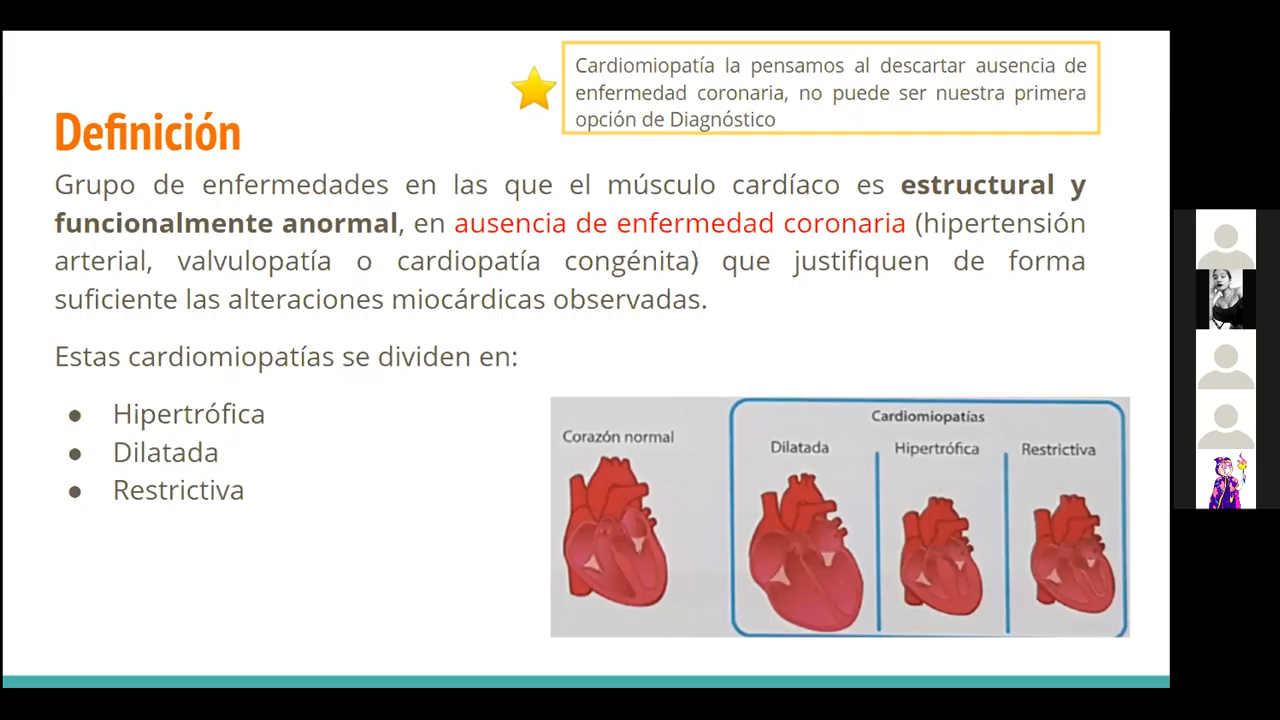 Cardiomiopatía la pensamos al descartar ausencia de
enfermedad coronaria, no puede ser nuestra primera
opción de Diagnóstico
Definición
Grupo de enfermedades en las que el músculo cardíaco es estructural y
funcionalmente anormal, en ausencia de enfermedad coronaria (hipertensión
arterial, valvulopatía o cardiopatía congénita) que justifiquen de forma
suficiente las alteraciones miocárdicas observadas.
Estas cardiomiopatías se dividen en:
● Hipertrófica
● Dilatada
● Restrictiva
Corazón normal
Cardiomiopatías
Dilatada
Hipertrófica
Restrictiva